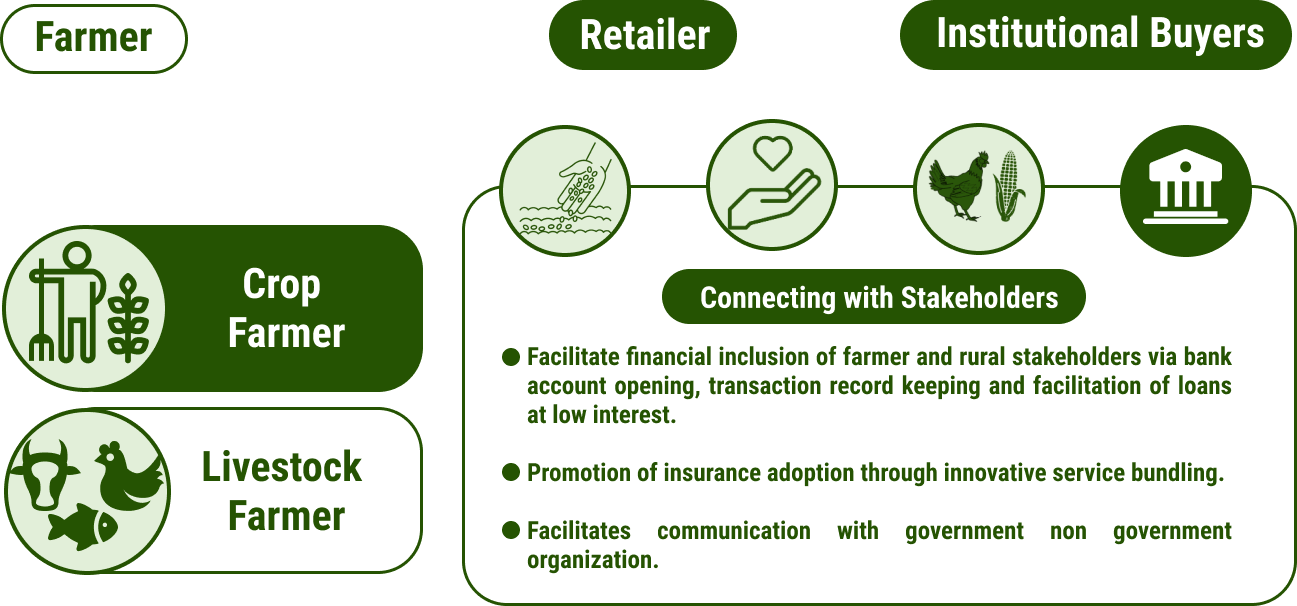 Farmer
Retailer
Institutional Buyers
Crop
Farmer
Livestock
Farmer
Connecting with Stakeholders
Facilitate financial inclusion of farmer and rural stakeholders via bank
account opening, transaction record keeping and facilitation of loans
at low interest.
Promotion of insurance adoption through innovative service bundling.
Facilitates communication with government non government
organization.